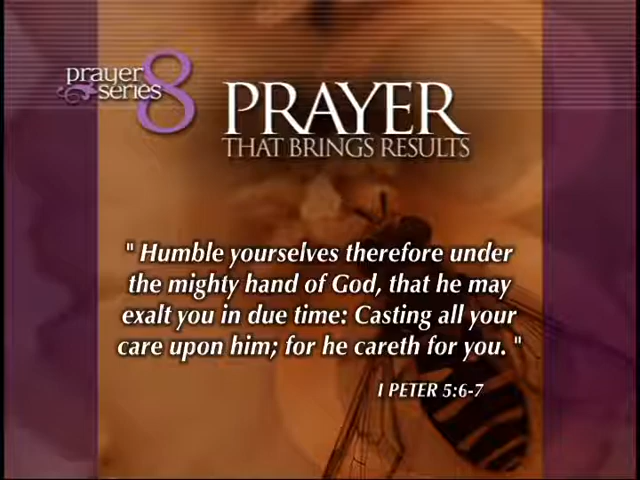 prayer
series 8
PRAYER
THAT BRINGS RESULTS
" Humble yourselves therefore under
the mighty hand of God, that he may
exalt you in due time: Casting all your
care upon him; for he careth for you. "
I PETER 5:6-7